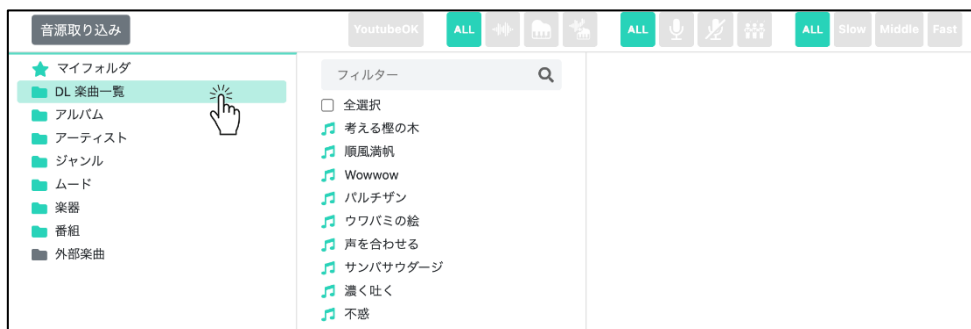 音源取り込み
YoutubeOK
ALL
ALL
ALL Slow Middle Fast
マイフォルダ
DL 楽曲一覧
アルバム
アーティスト
ジャンル
ムード
楽器
番組
外部楽曲
フィルター
全選択
考える樫の木
順風満帆
Wowwow
パルチザン
ウワバミの絵
声を合わせる
サンバサウダージ
濃く吐く
不惑